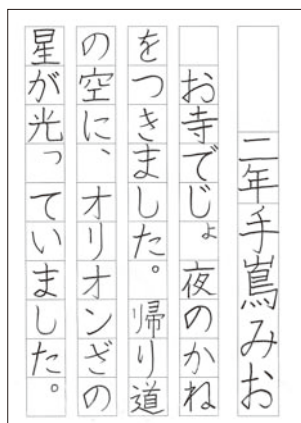 二年手嶌みお
お寺でじょ夜のかね
をつきました。帰り道
の空に、オリオンざの
星が光っていました。